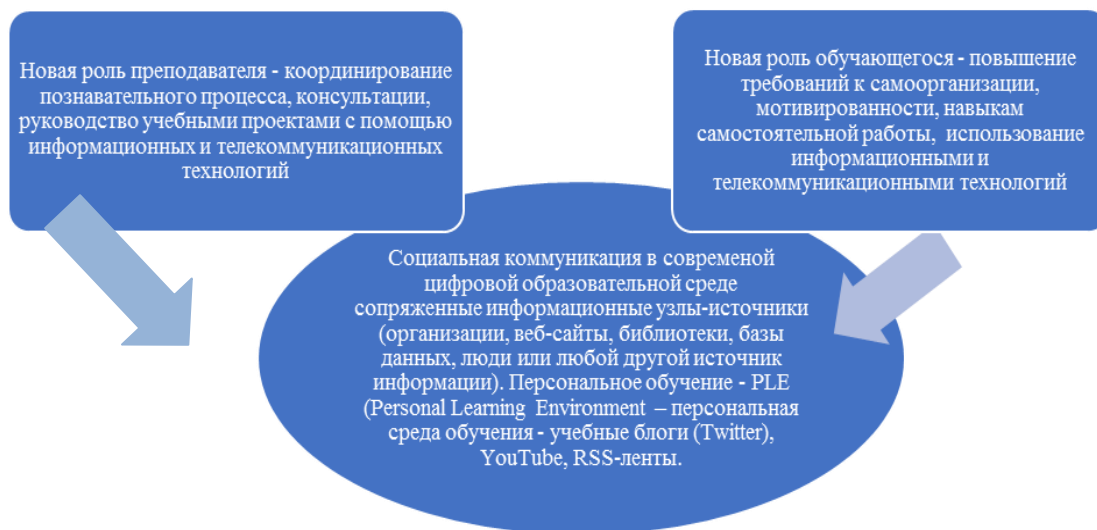 Новая роль преподавателя - координирование
познавательного процесса, консультации,
руководство учебными проектами с помощью
информационных и телекоммуникационных
технологий
Новая роль обучающегося - повышение
требований к самоорганизации,
мотивированности, навыкам
самостоятельной работы, использование
информационными и
телекоммуникационными технологий
Социальная коммуникация в современой
цифровой образовательной среде
сопряженные информационные узлы-источники
(организации, веб-сайты, библиотеки, базы
данных, люди или любой другой источник
информации). Персональное обучение - PLE
(Personal Learning Environment – персональная
среда обучения - учебные блоги (Twitter),
YouTube, RSS-ленты.